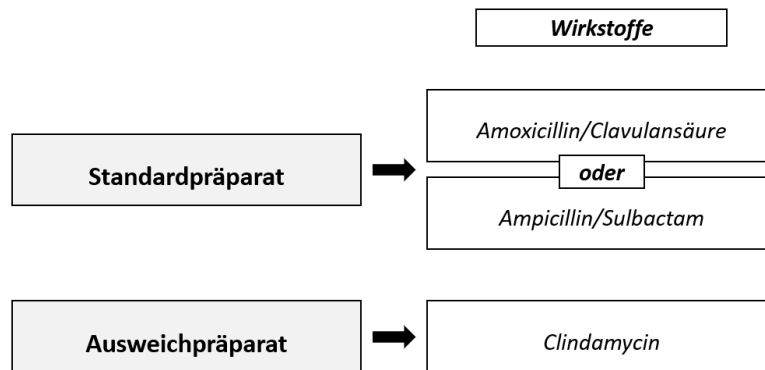 Wirkstoffe
Amoxicillin/Clavulansäure
Standardpräparat
oder
Ampicillin/Sulbactam
Ausweichpräparat
Clindamycin